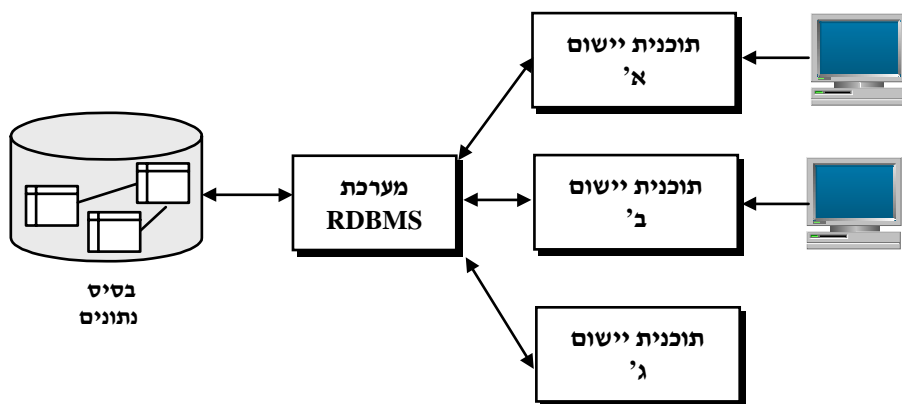 תוכנית יישום
א'
תוכנית יישום
ב'
מערכת
RDBMS
בסיס
נתונים
תוכנית יישום
ג'